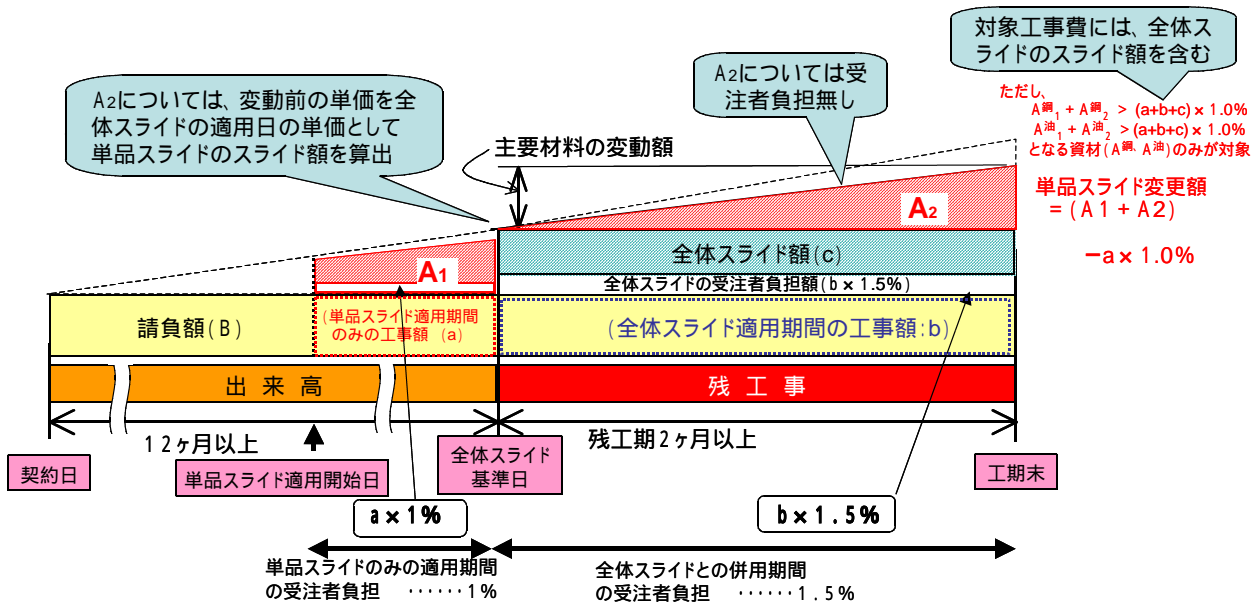 対象工事費には、全体ス
ライドのスライド額を含む
A2については受
注者負担無し
A2については、変動前の単価を全
体スライドの適用日の単価として
単品スライドのスライド額を算出
ただし、
A鋼1 + A鋼2 > (a+b+c) × 1.0%
A油1 + A油2 > (a+b+c) × 1.0%
となる資材(A鋼、A油)のみが対象
主要材料の変動額
単品スライド変更額
= (A1 + A2)
－a × 1.0%
A2
A1
全体スライド額(c)
全体スライドの受注者負担額(b × 1.5%)
請負額(B)
(単品スライド適用期間
のみの工事額 (a)
(全体スライド適用期間の工事額:b)
出 来 高
残 工 事
12ヶ月以上
残工期2ヶ月以上
契約日
単品スライド適用開始日
全体スライド
基準日
工期末
a × 1%
b × 1.5%
単品スライドのみの適用期間
の受注者負担 ‥‥‥1%
全体スライドとの併用期間
の受注者負担 ‥‥‥1.5%